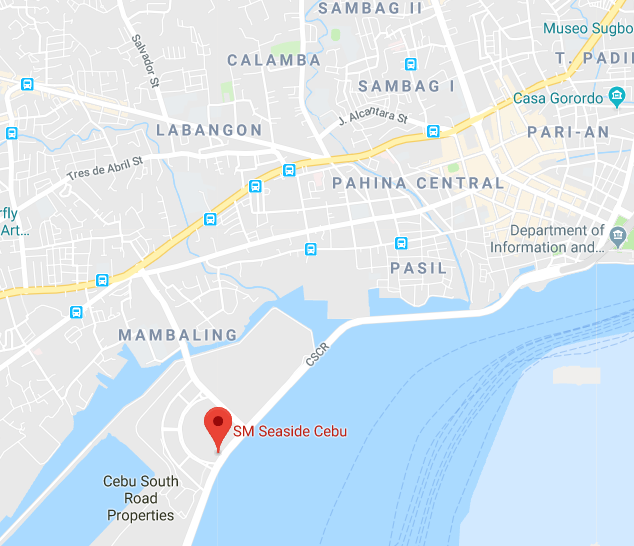 SAMBAG II
Museo Sugbo
Salvador St
CALAMBA
T. PADI
SAMBAG I
Casa Gorordo
J. Alcantara St
LABANGON
PARI-AN
Tres de Abril St
PAHINA CENTRAL
erfly
Art...
Department of
Information and...
PASIL
MAMBALING
CSCR
SM Seaside Cebu
Cebu South
Road
Properties